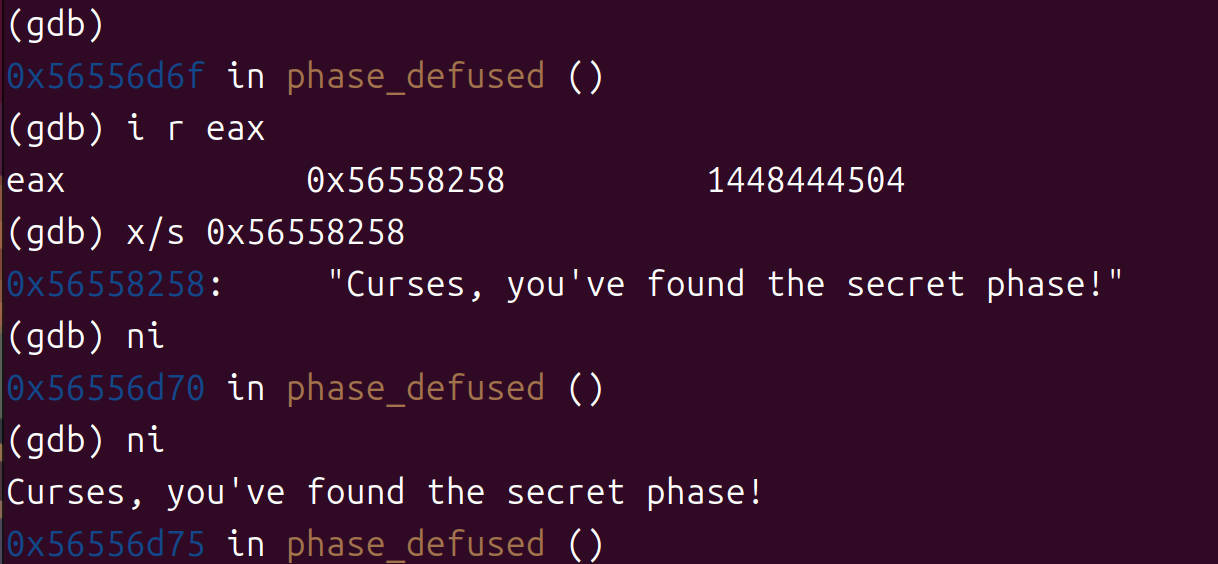 (gdb)
0x56556d6f in phase_defused ()
(gdb) i r eax
eax            0x56558258          1448444504
(gdb) x/s 0x56558258
0x56558258:     "Curses, you've found the secret phase!"
(gdb) ni
0x56556d70 in phase_defused ()
(gdb) ni
Curses, you've found the secret phase!
0x56556d75 in phase_defused ()